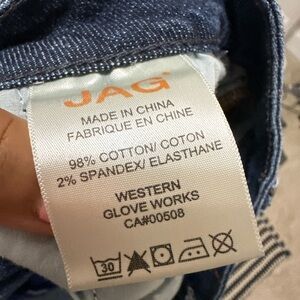 JAG
MADE IN CHINA
FABRIQUE EN CHINE
98% COTTON/ COTON
2% SPANDEX/ ELASTHANE
WESTERN
GLOVE WORKS
CA#00508
30